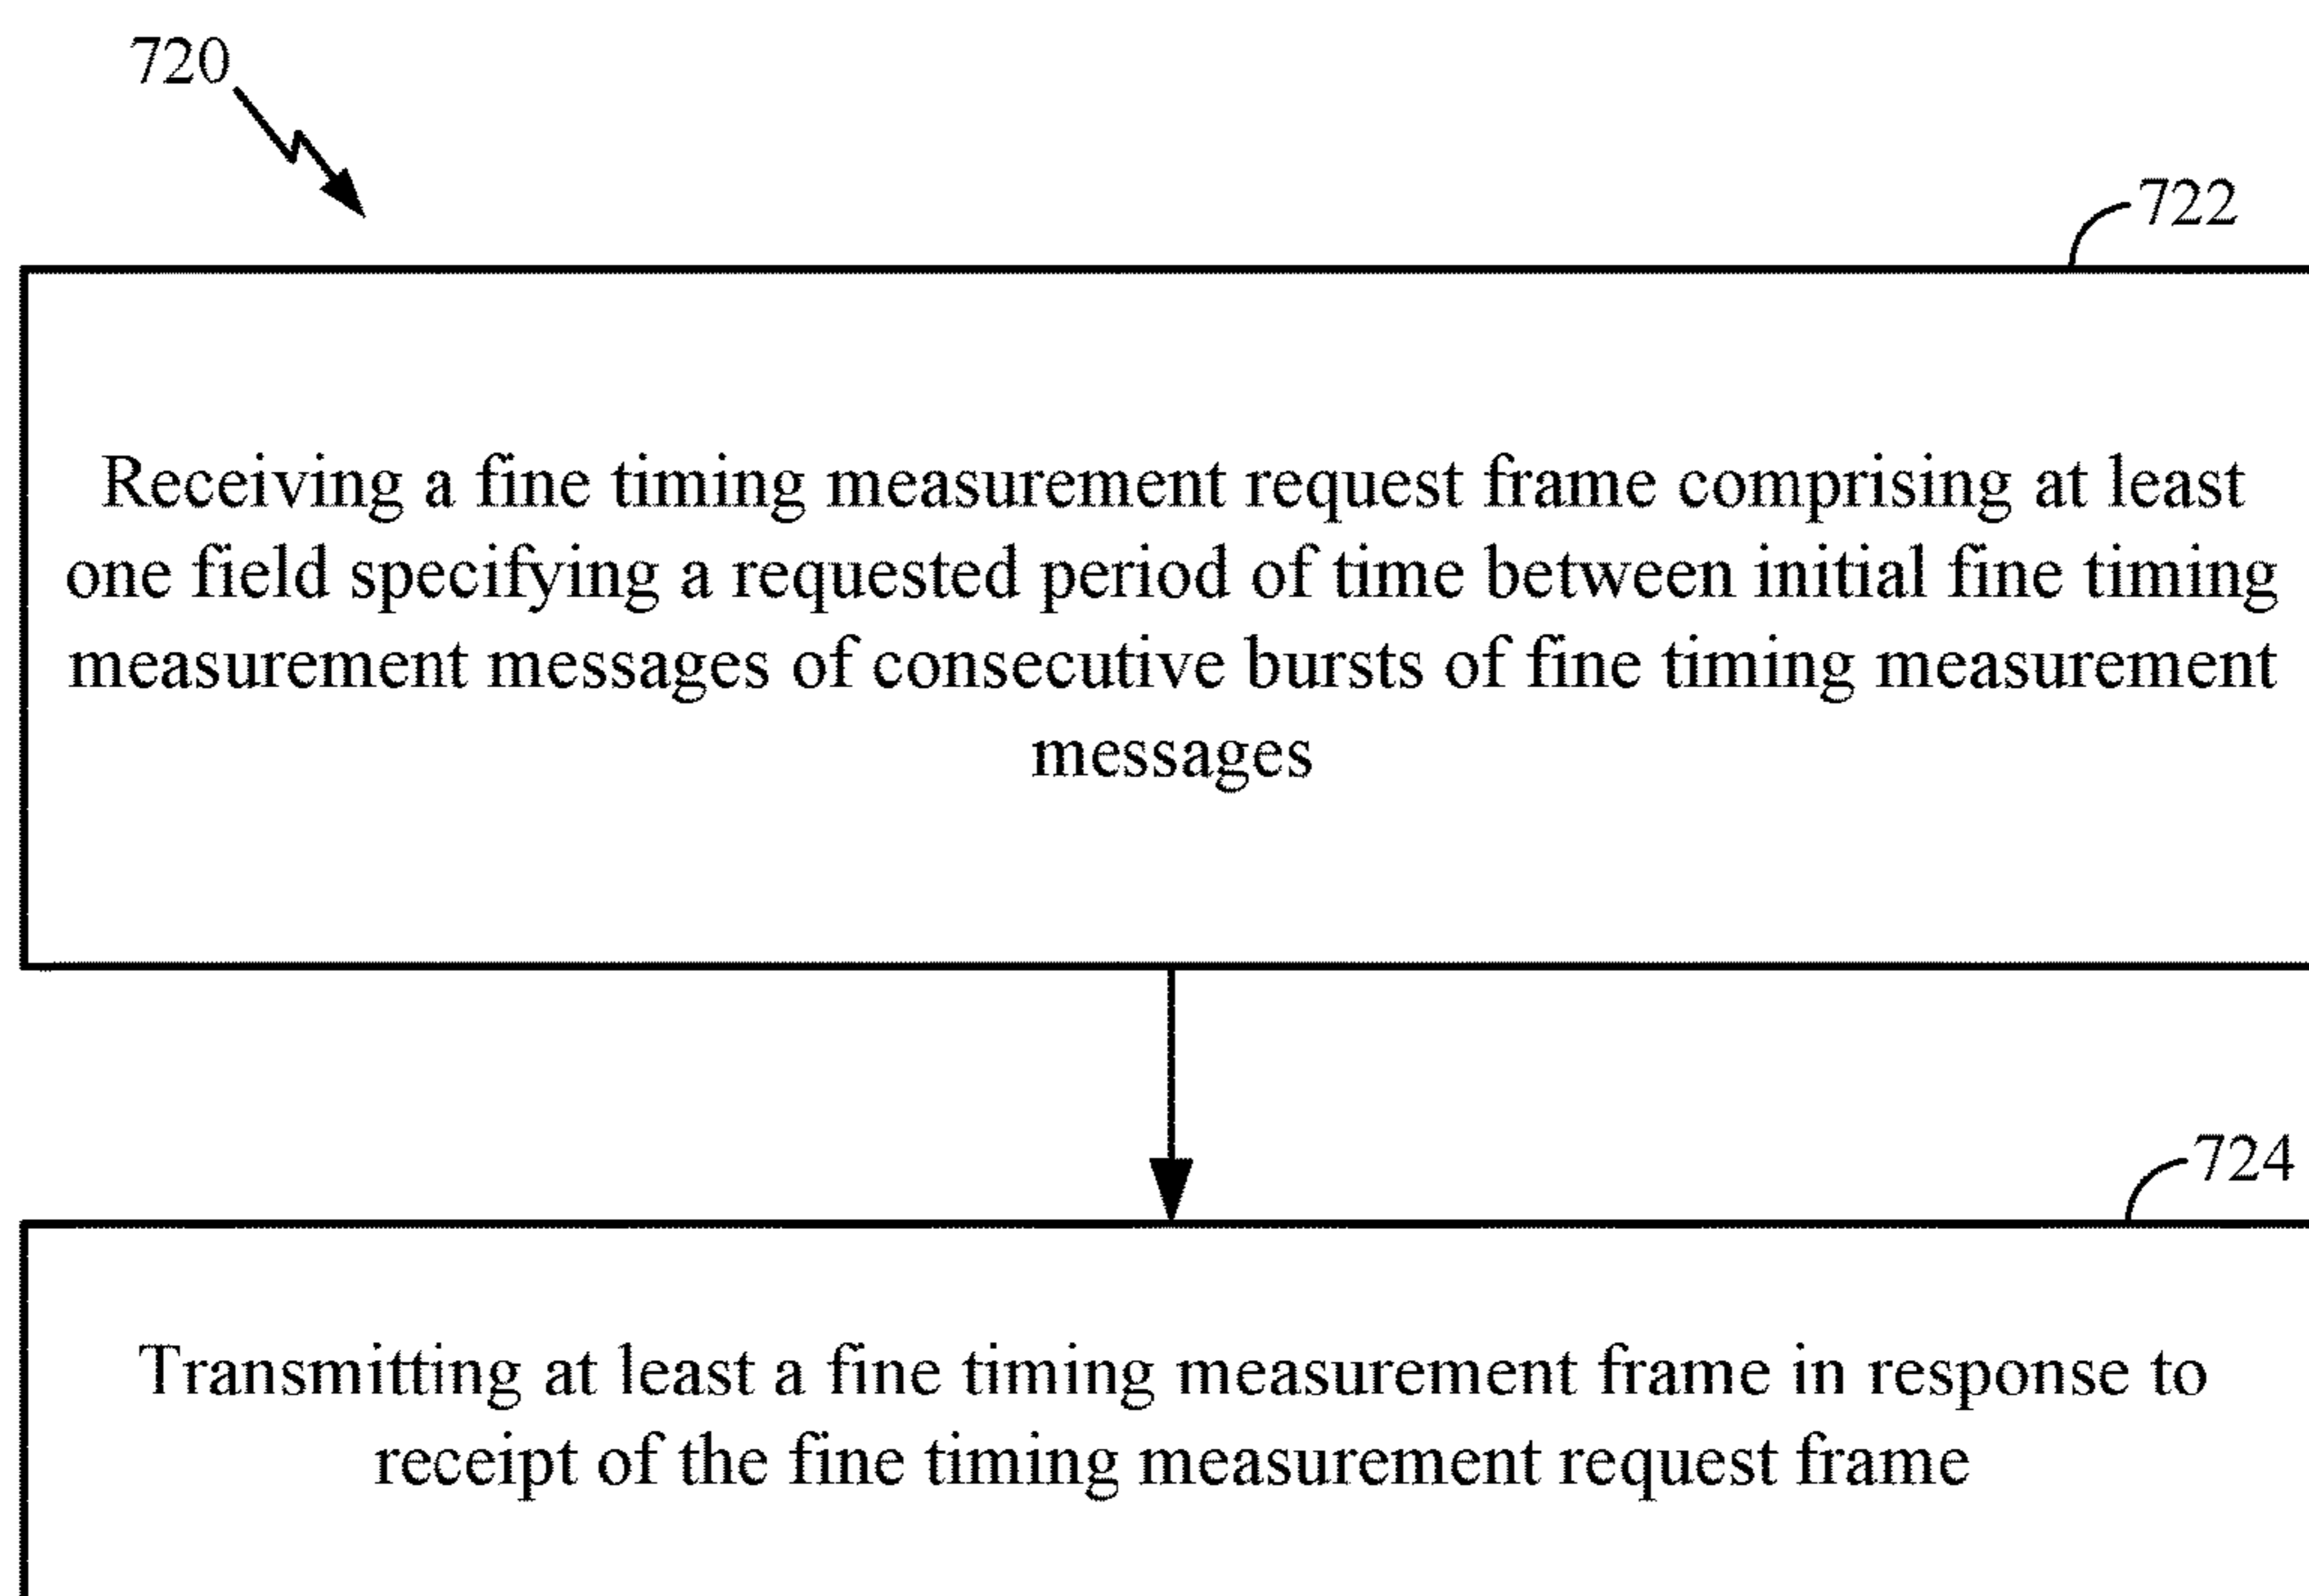 720
722
Receiving a fine timing measurement request frame comprising at least
one field specifying a requested period of time between initial fine timing
measurement messages of consecutive bursts of fine timing measurement
messages
724
Transmitting at least a fine timing measurement frame in response to
receipt of the fine timing measurement request frame